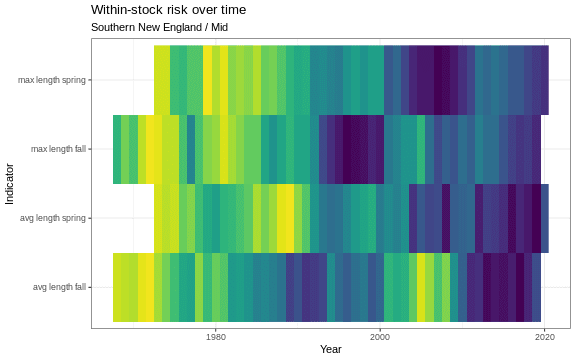 Within-stock risk over time
Southern New England / Mid
Indicator
max length spring
max length fall
avg length spring
avg length fall
1980
2000
2020
Year